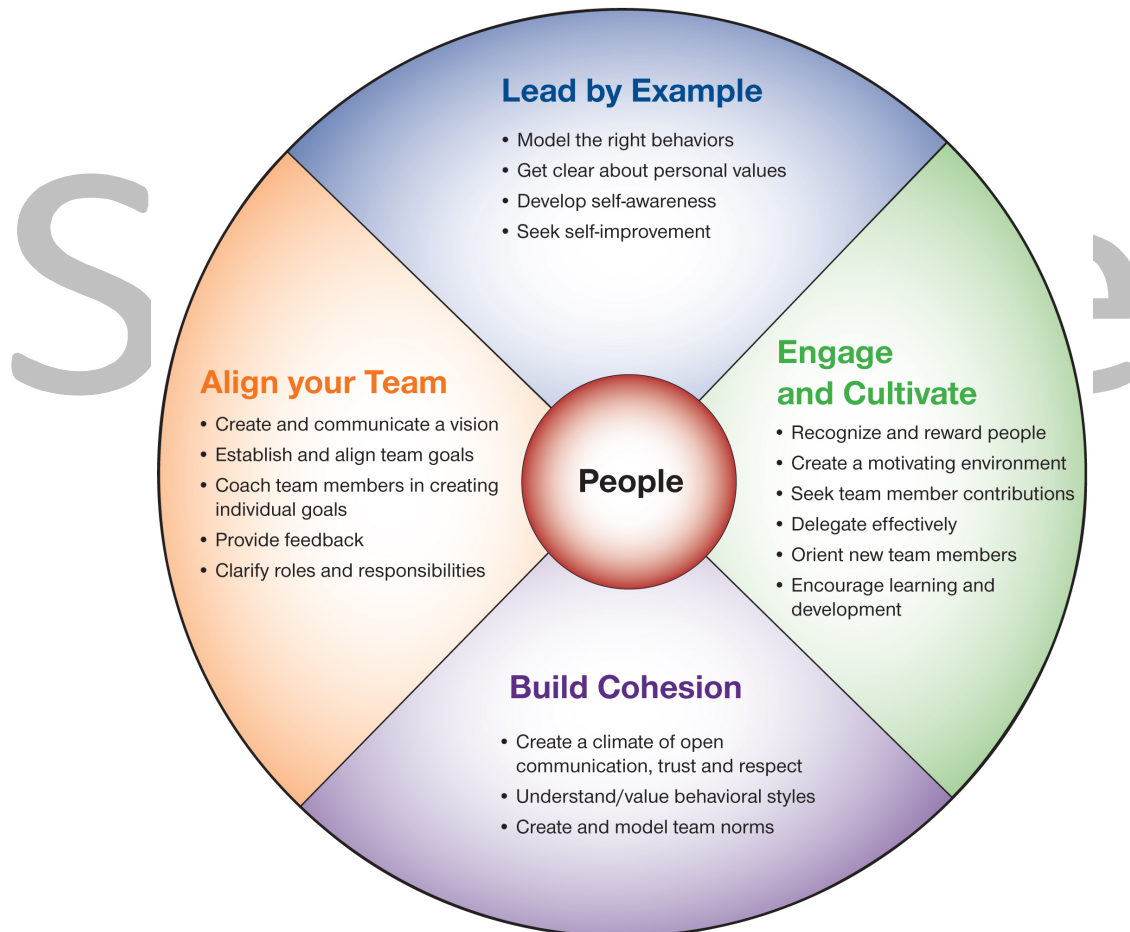 Lead by Example
• Model the right behaviors
• Get clear about personal values
• Develop self-awareness
• Seek self-improvement
Engage
and Cultivate
• Recognize and reward people
• Create a motivating environment
• Seek team member contributions
• Delegate effectively
• Orient new team members
• Encourage learning and
development
Build Cohesion
• Create a climate of open
communication, trust and respect
• Understand/value behavioral styles
• Create and model team norms
Align your Team
• Create and communicate a vision
• Establish and align team goals
• Coach team members in creating
individual goals
• Provide feedback
• Clarify roles and responsibilities
People